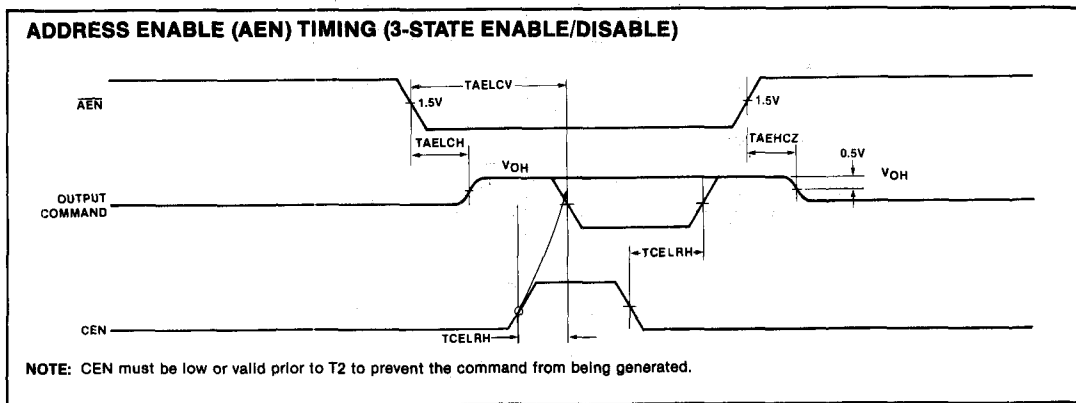 ADDRESS ENABLE (AEN) TIMING (3-STATE ENABLE/DISABLE)
TAELCV
AEN
1.5V
1.5V
TAELCH
TAEHCZ
0.5V
VOH
VOH
OUTPUT
COMMAND
TCELRH
CEN
TCELRH
NOTE: CEN must be low or valid prior to T2 to prevent the command from being generated.